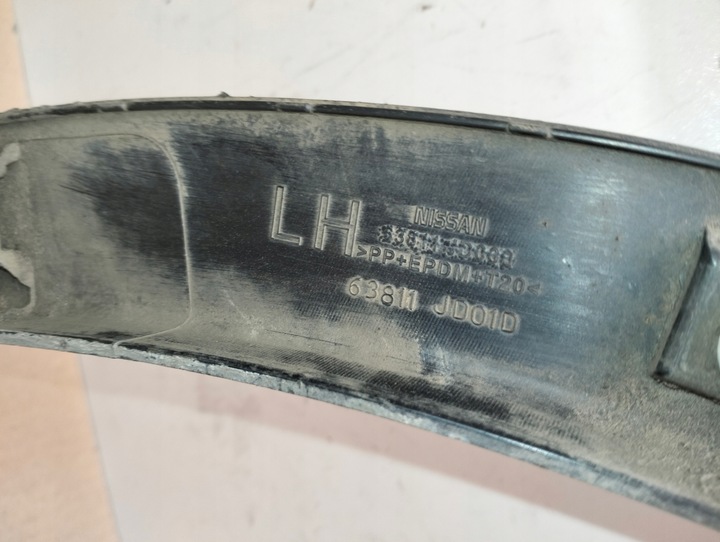 LH
NISSAN
>PP+EPDM+T20<
63811 JD01D